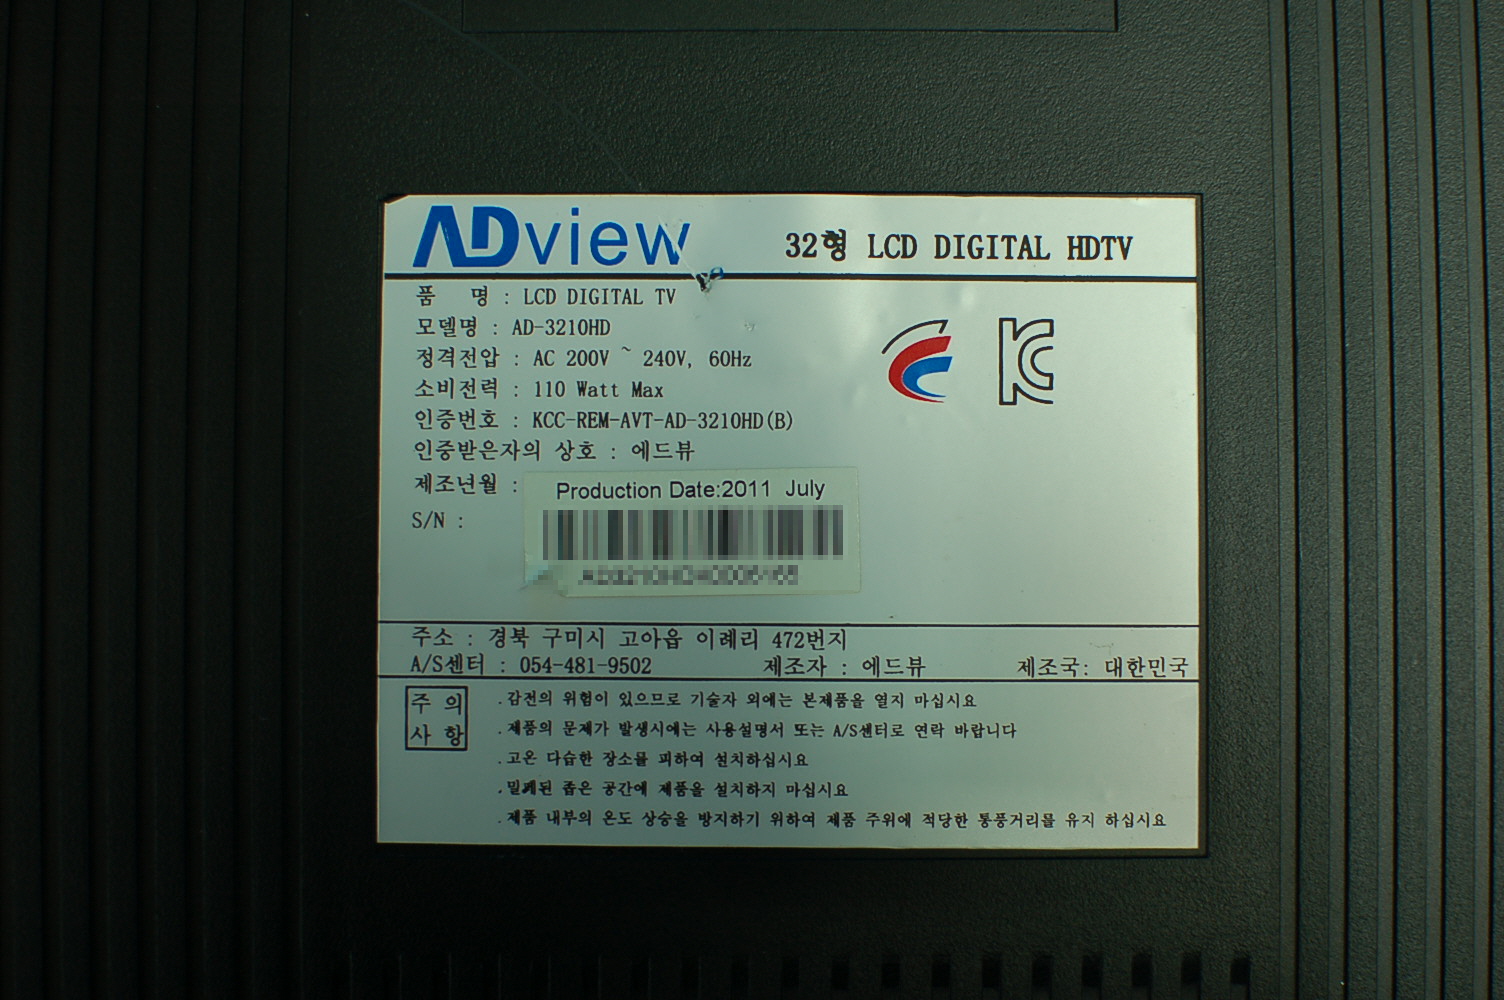 ADview 32형 LCD DIGITAL HDTV
품 명 : LCD DIGITAL TV
모델명 : AD-3210HD
정격전압 : AC 200V ~ 240V, 60Hz
소비전력 : 110 Watt Max
인증번호 : KCC-REM-AVT-AD-3210HD(B)
인증받은자의 상호 : 에드뷰
제조년월 : Production Date:2011 July
S/N :
주소 : 경북 구미시 고아읍 이례리 472번지
A/S센터 : 054-481-9502 제조자 : 에드뷰 제조국: 대한민국
주의사항
.감전의 위험이 있으므로 기술자 외에는 본제품을 열지 마십시요
.제품의 문제가 발생시에는 사용설명서 또는 A/S센터로 연락 바랍니다
.고온 다습한 장소를 피하여 설치하십시요
.밀폐된 좁은 공간에 제품을 설치하지 마십시요
.제품 내부의 온도 상승을 방지하기 위하여 제품 주위에 적당한 통풍거리를 유지 하십시요